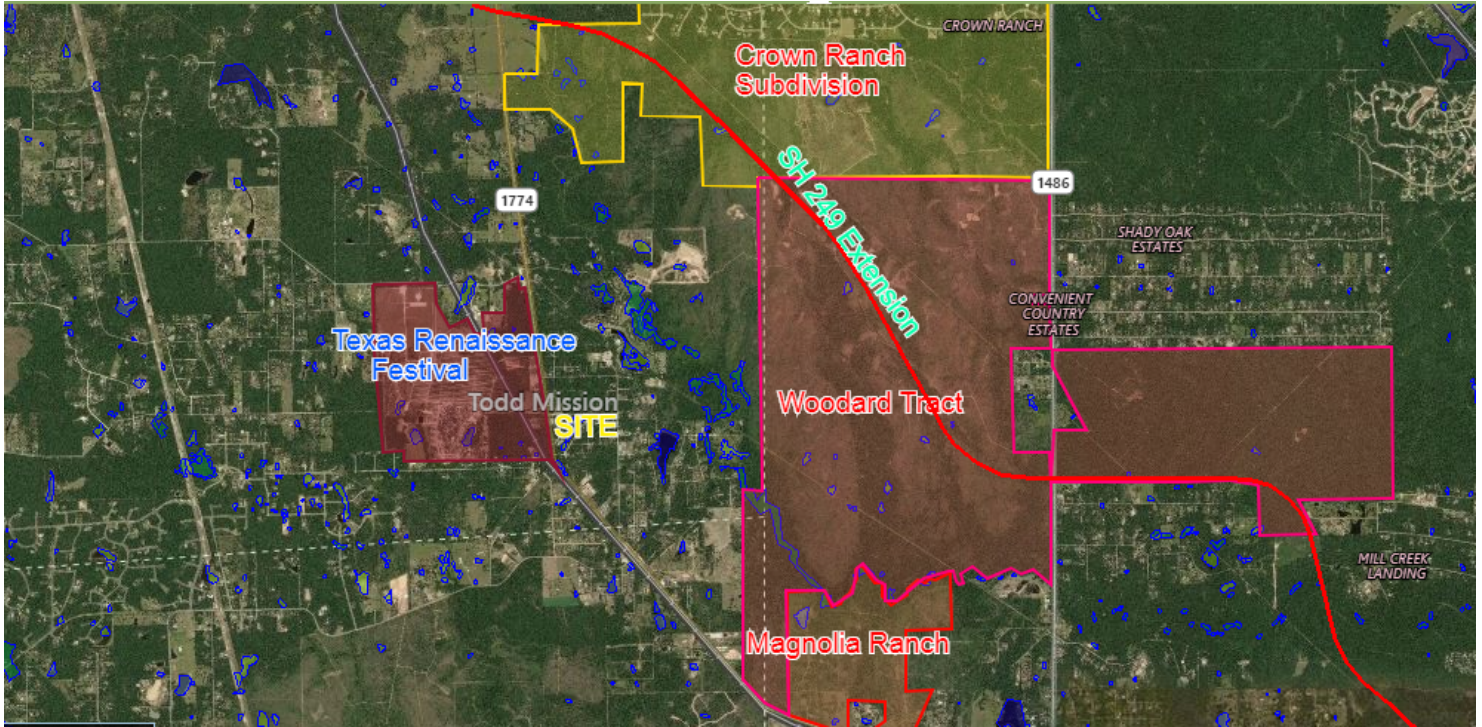 CROWN RANCH
Crown Ranch
Subdivision
SH 249 Extension
1486
1774
SHADY OAK
ESTATES
CONVENIENT
COUNTRY
ESTATES
Texas Renaissance
Festival
Todd Mission
SITE
Woodard Tract
MILL CREEK
LANDING
Magnolia Ranch